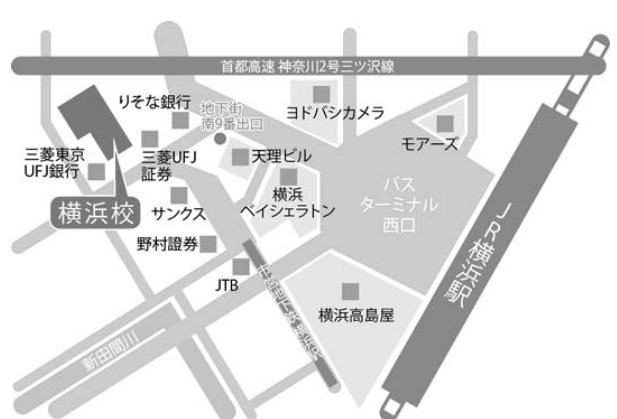 首都高速 神奈川2号三ツ沢線
りそな銀行
地下街
南9番出口
ヨドバシカメラ
モアーズ
三菱東京
UFJ銀行
三菱UFJ
証券
天理ビル
横浜
ベイシェラトン
バス
ターミナル
西口
横浜校
サンクス
野村證券
JTB
横浜高島屋
JR横浜駅
新田間川